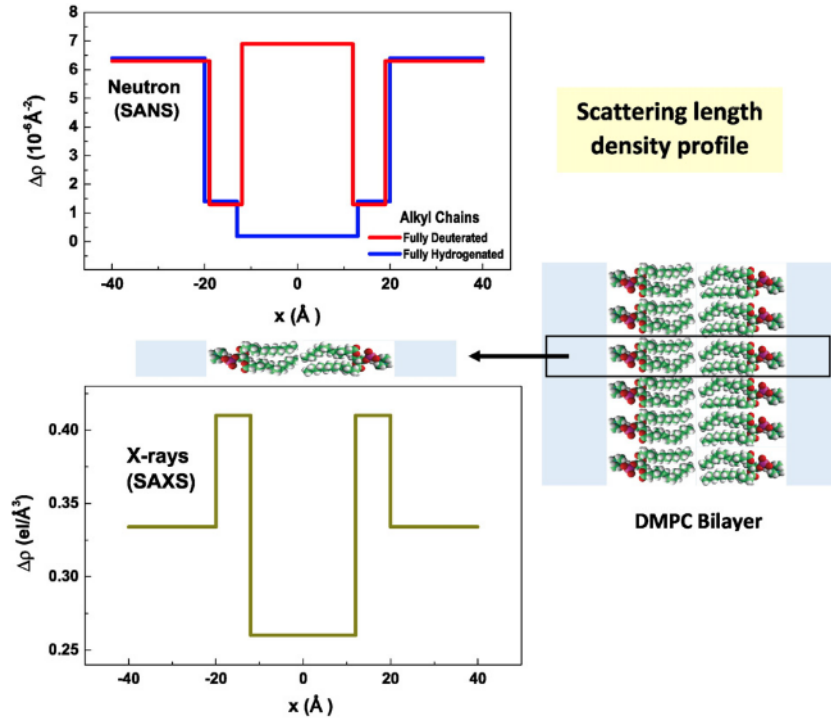 Neutron
(SANS)
Δρ (10⁻⁶Å⁻²)
8
7
6
5
4
3
2
1
0
Alkyl Chains
Fully Deuterated
Fully Hydrogenated
-40
-20
0
20
40
x (Å )
Scattering length
density profile
X-rays
(SAXS)
Δρ (el/Å³)
0.40
0.35
0.30
0.25
-40
-20
0
20
40
x (Å )
DMPC Bilayer